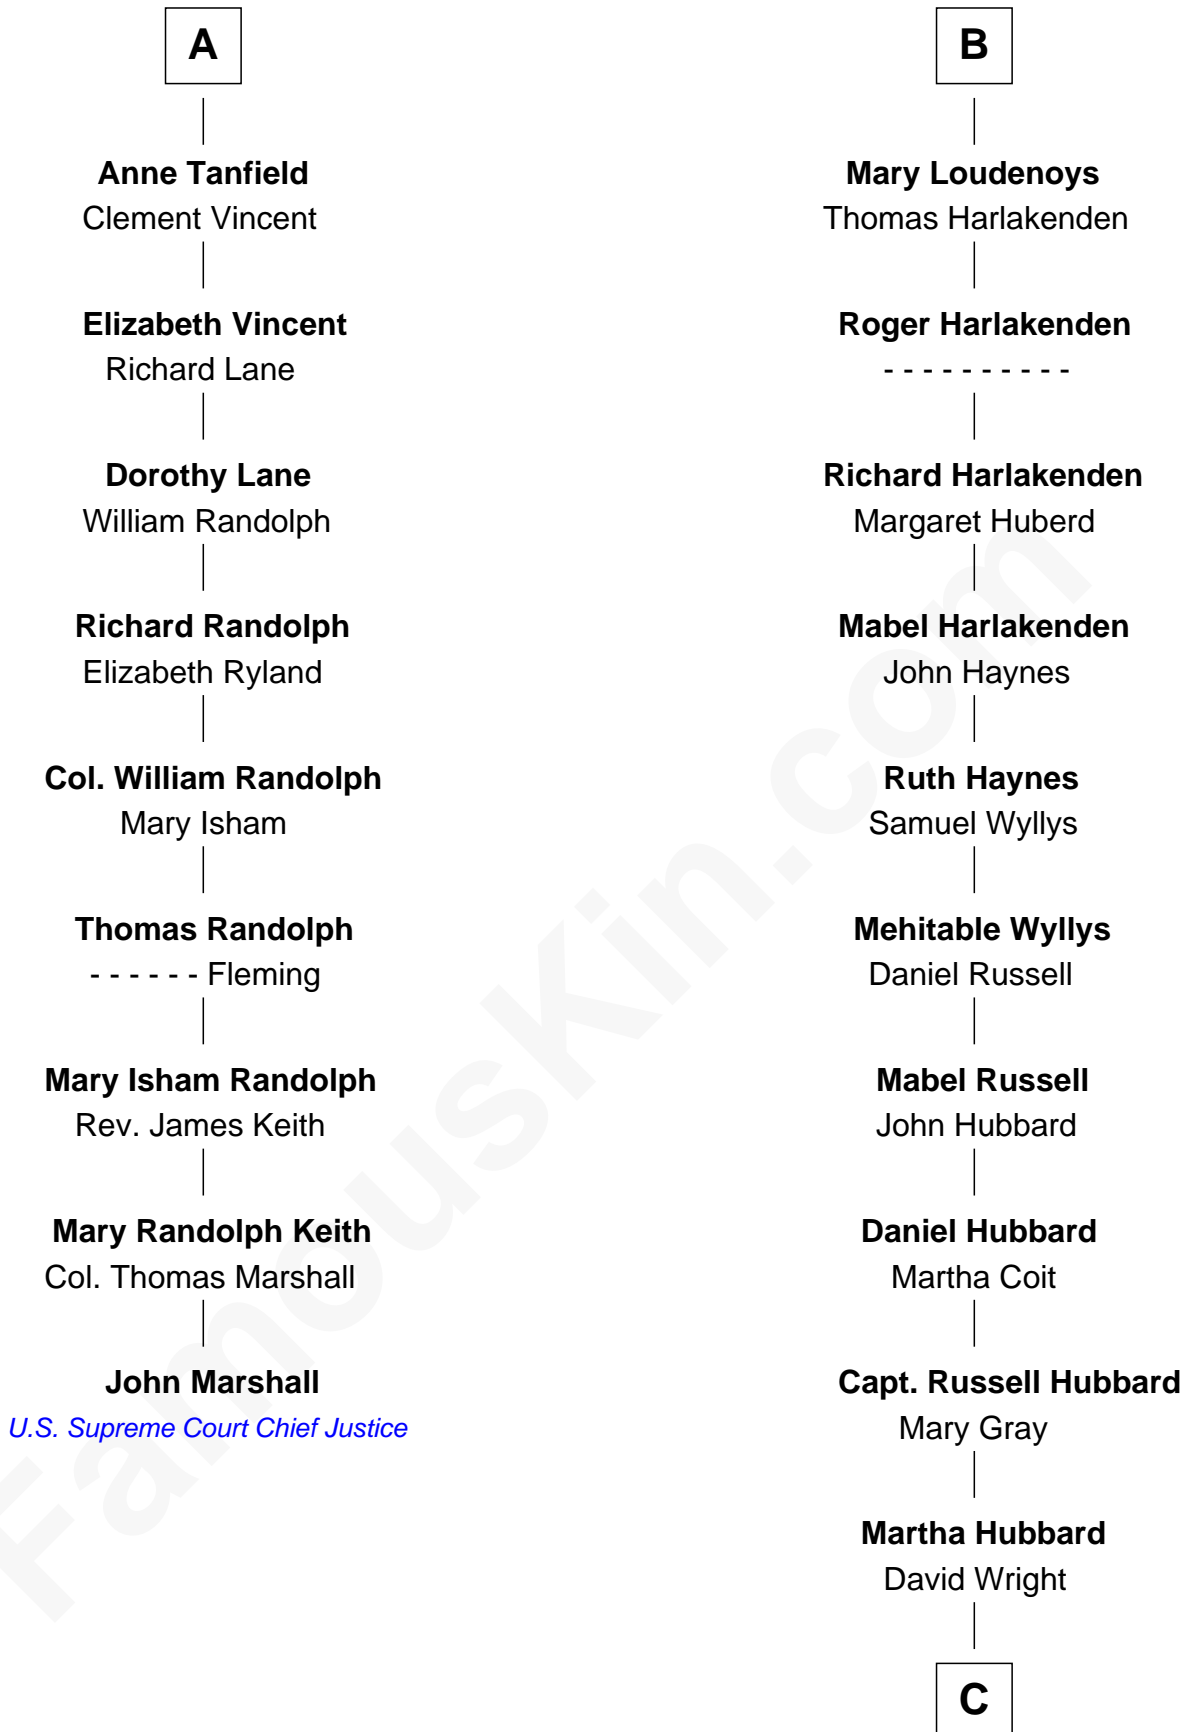 A
Anne Tanfield
Clement Vincent
Elizabeth Vincent
Richard Lane
Dorothy Lane
William Randolph
Richard Randolph
Elizabeth Ryland
Col. William Randolph
Mary Isham
Thomas Randolph
- - - - - - Fleming
Mary Isham Randolph
Rev. James Keith
Mary Randolph Keith
Col. Thomas Marshall
John Marshall
U.S. Supreme Court Chief Justice
B
Mary Loudenoys
Thomas Harlakenden
Roger Harlakenden
- - - - - - - - - -
Richard Harlakenden
Margaret Huberd
Mabel Harlakenden
John Haynes
Ruth Haynes
Samuel Wyllys
Mehitable Wyllys
Daniel Russell
Mabel Russell
John Hubbard
Daniel Hubbard
Martha Coit
Capt. Russell Hubbard
Mary Gray
Martha Hubbard
David Wright
C
FamousKin.com